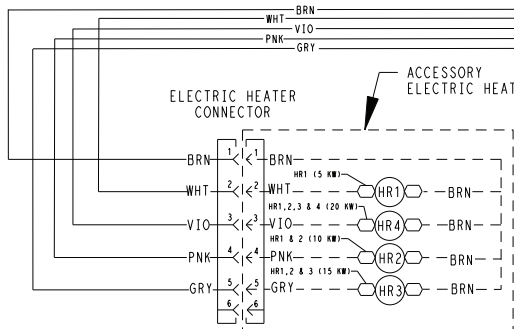 BRN
WHT
VIO
PNK
GRY
ACCESSORY
ELECTRIC HEAT
ELECTRIC HEATER
CONNECTOR
BRN 1 1 BRN
HR1 (5 KW)
WHT 2 2 WHT HR1 BRN
HR1,2,3 & 4 (20 KW)
VIO 3 3 VIO HR4 BRN
HR1 & 2 (10 KW)
PNK 4 4 PNK HR2 BRN
HR1,2 & 3 (15 KW)
GRY 5 5 GRY HR3 BRN
6 6